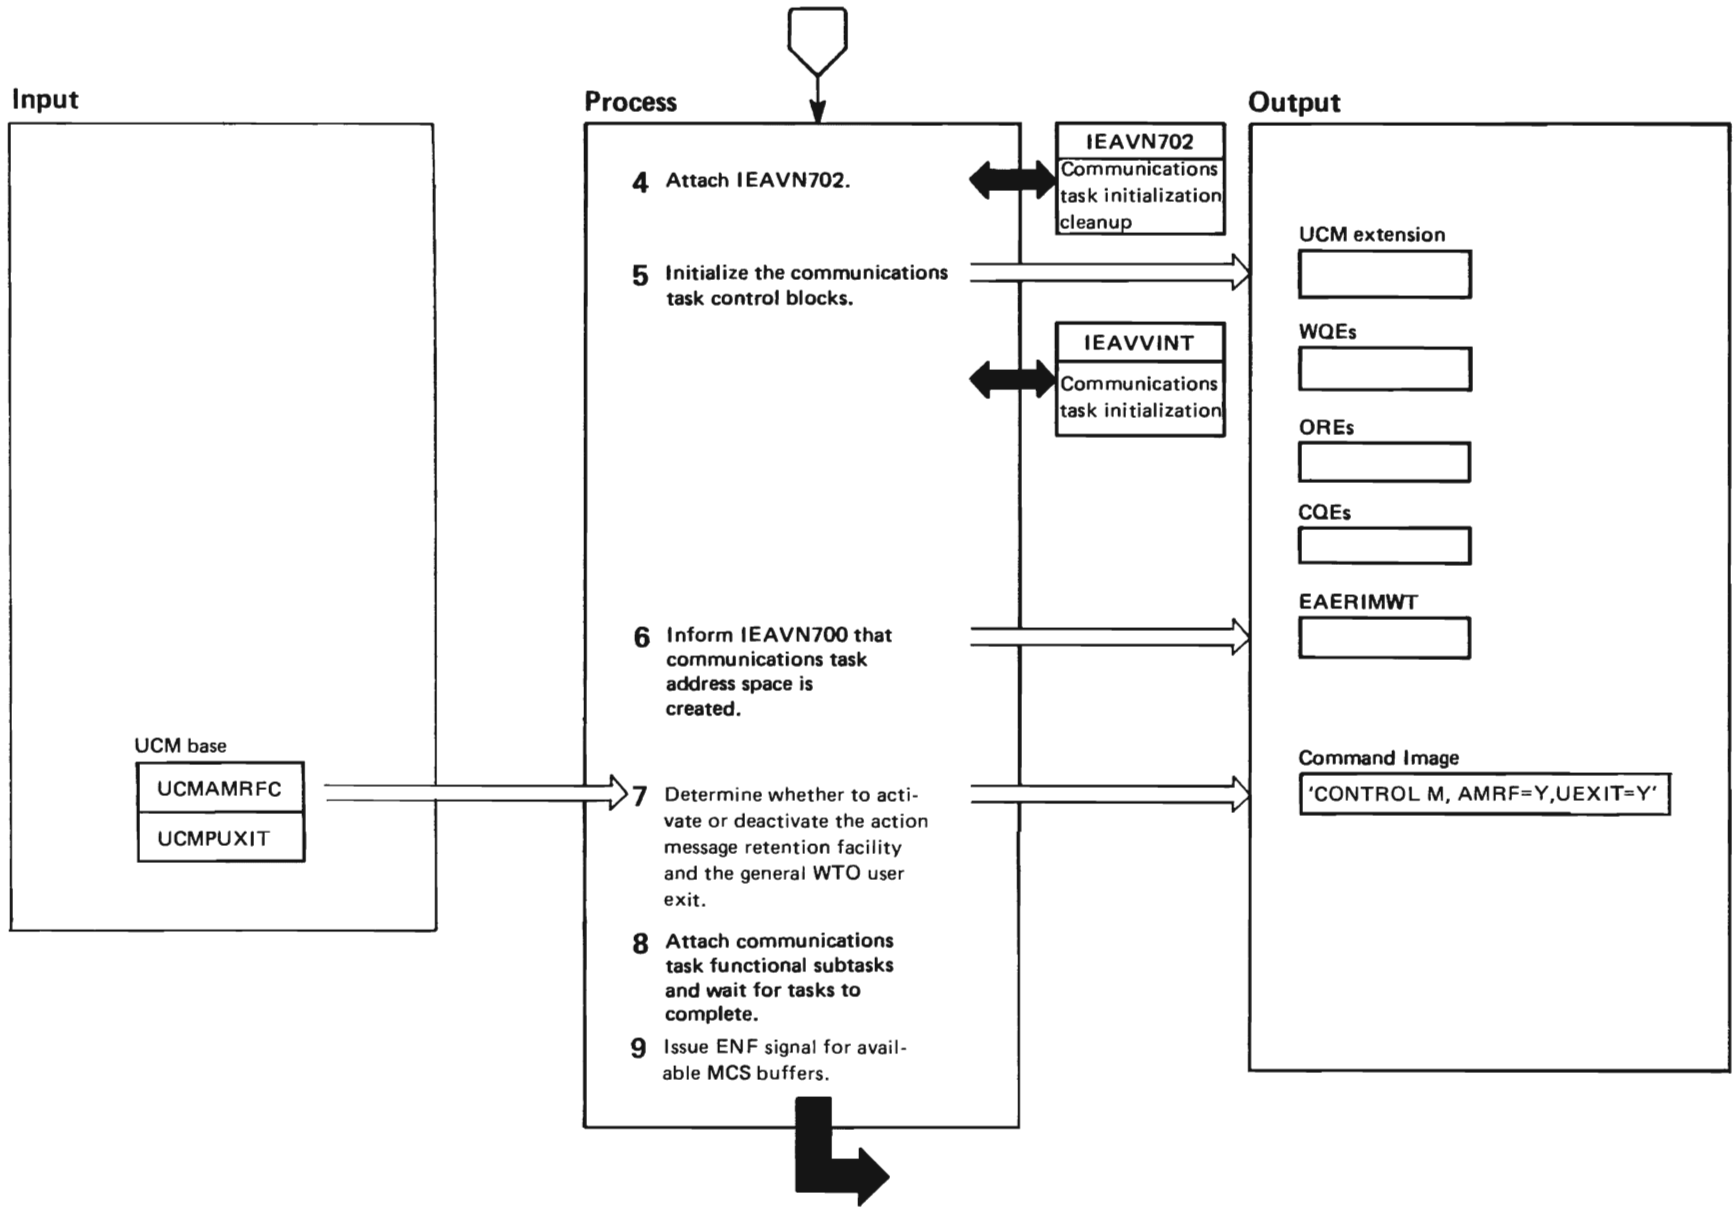 Input
Process
Output
4 Attach IEAVN702.
IEAVN702
Communications
task initialization
cleanup
UCM extension
5 Initialize the communications
task control blocks.
IEAVVINT
Communications
task initialization
WQEs
OREs
CQEs
EAERIMWT
6 Inform IEAVN700 that
communications task
address space is
created.
UCM base
UCMAMRFC
UCMPUXIT
7 Determine whether to acti-
vate or deactivate the action
message retention facility
and the general WTO user
exit.
Command Image
'CONTROL M, AMRF=Y,UEXIT=Y'
8 Attach communications
task functional subtasks
and wait for tasks to
complete.
9 Issue ENF signal for avail-
able MCS buffers.